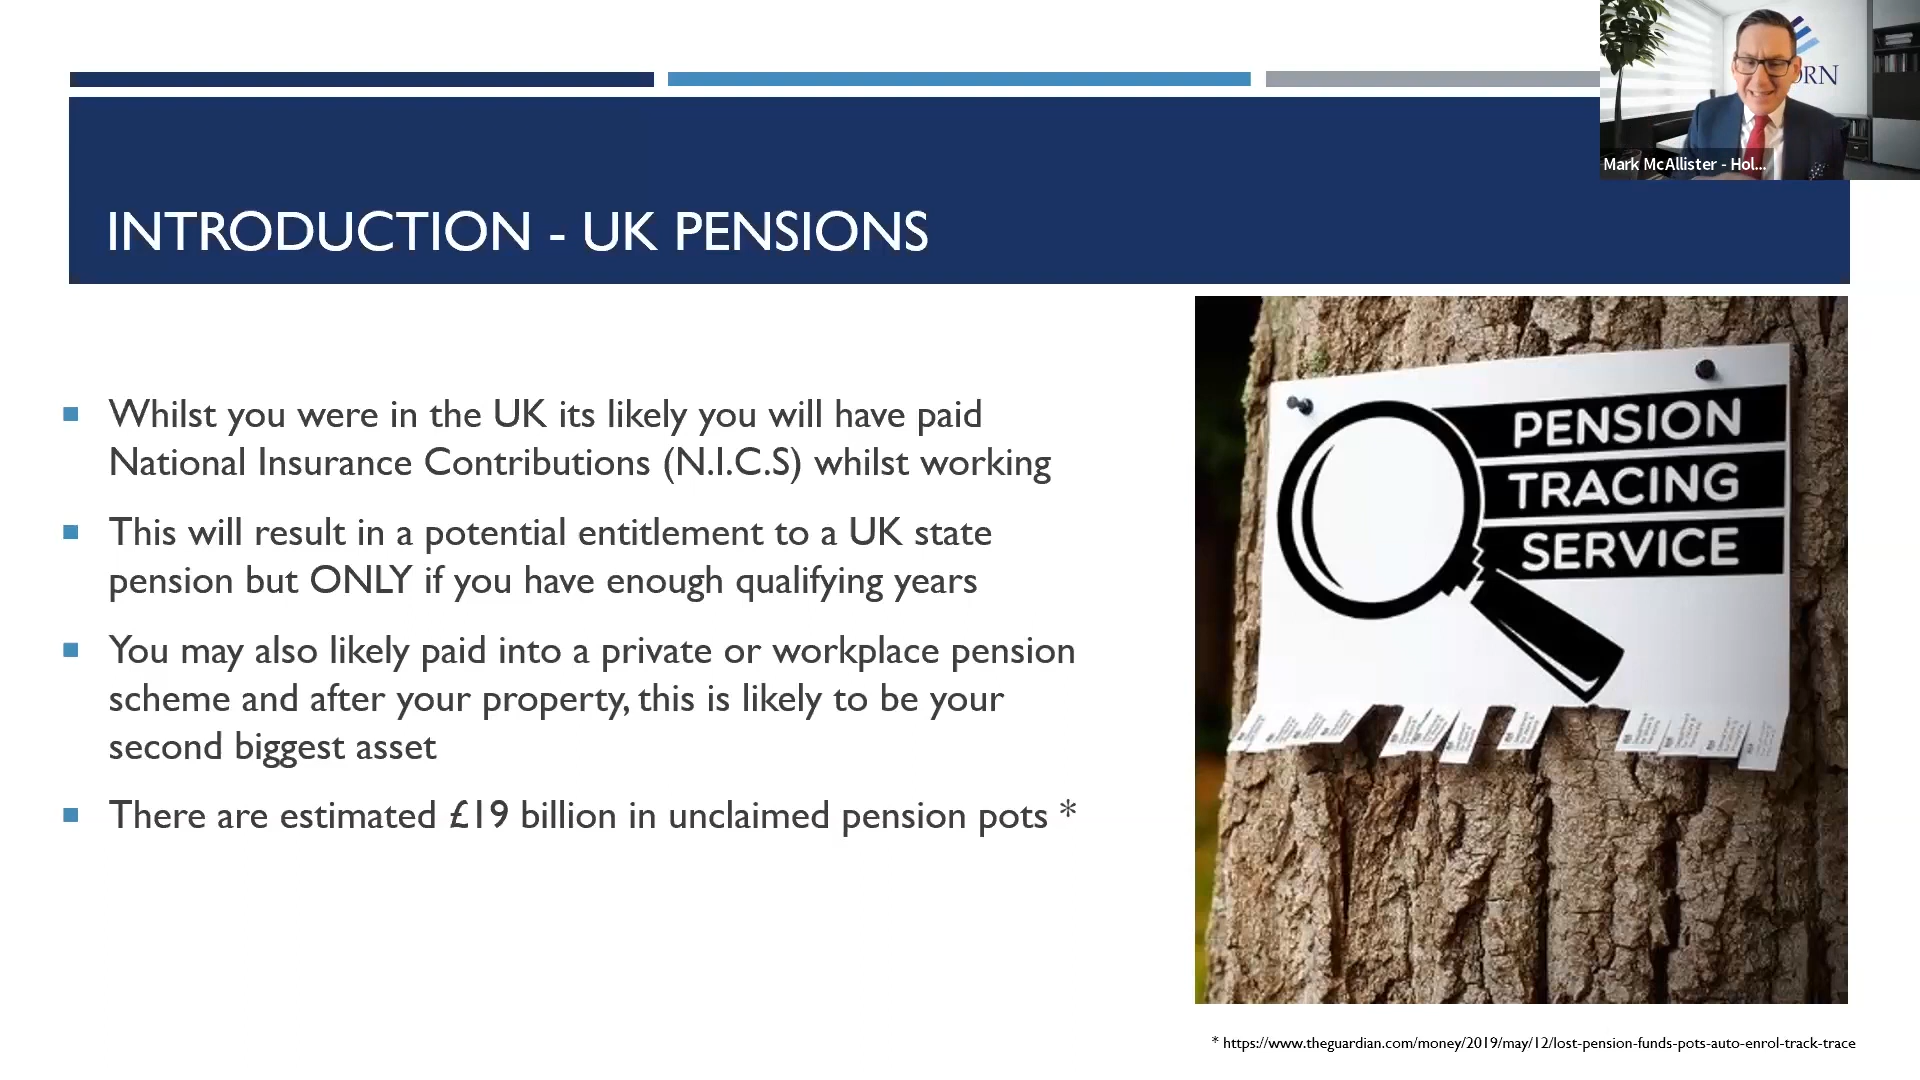 ORN
Mark McAllister - Hol...
INTRODUCTION - UK PENSIONS
Whilst you were in the UK its likely you will have paid
National Insurance Contributions (N.I.C.S) whilst working
This will result in a potential entitlement to a UK state
pension but ONLY if you have enough qualifying years
You may also likely paid into a private or workplace pension
scheme and after your property, this is likely to be your
second biggest asset
There are estimated £19 billion in unclaimed pension pots *
PENSION
TRACING
SERVICE
* https://www.theguardian.com/money/2019/may/12/lost-pension-funds-pots-auto-enrol-track-trace